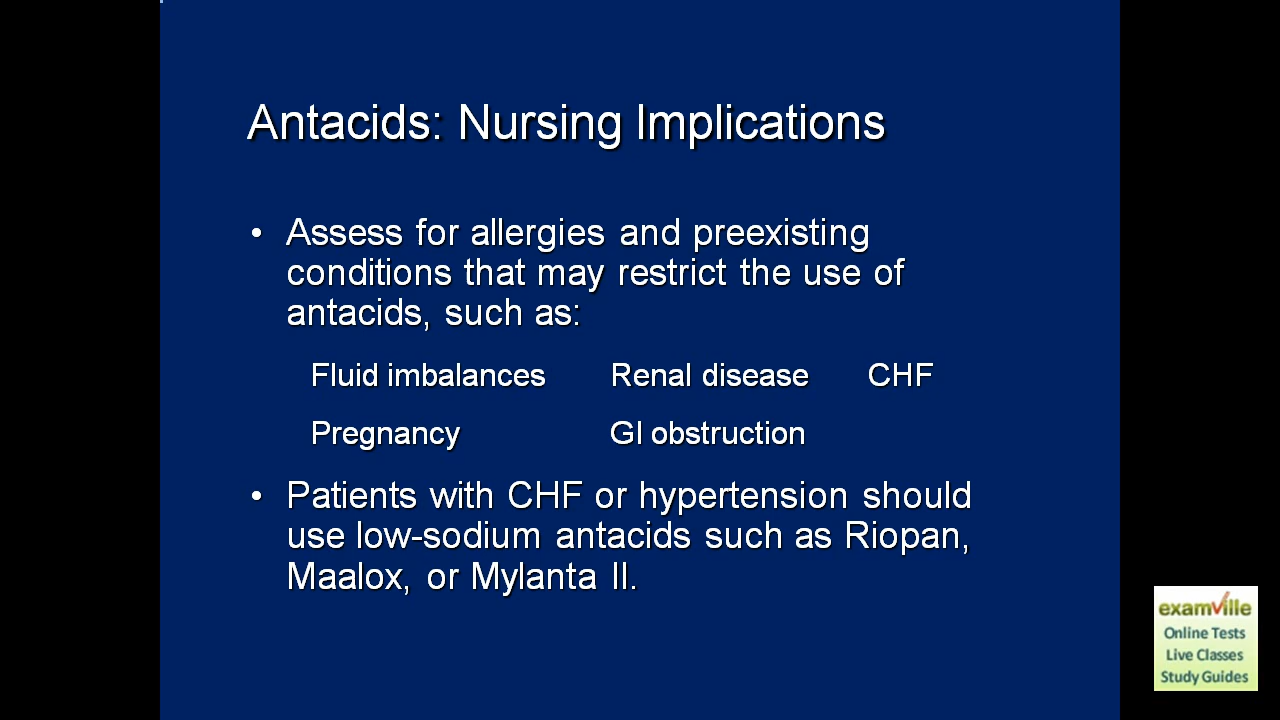 Antacids: Nursing Implications
• Assess for allergies and preexisting
conditions that may restrict the use of
antacids, such as:
Fluid imbalances Renal disease CHF
Pregnancy GI obstruction
• Patients with CHF or hypertension should
use low-sodium antacids such as Riopan,
Maalox, or Mylanta II.
examville
Online Tests
Live Classes
Study Guides